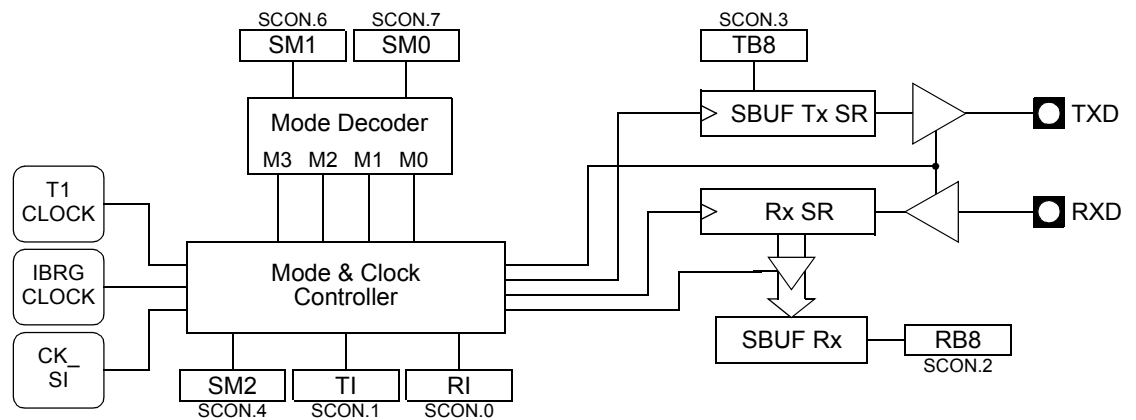 SCON.6
SCON.7
SM1
SM0
SCON.3
TB8
Mode Decoder
M3 M2 M1 M0
SBUF Tx SR
TXD
T1
CLOCK
IBRG
CLOCK
CK_
SI
Mode & Clock
Controller
Rx SR
RXD
SBUF Rx
RB8
SCON.2
SM2
TI
RI
SCON.4
SCON.1
SCON.0